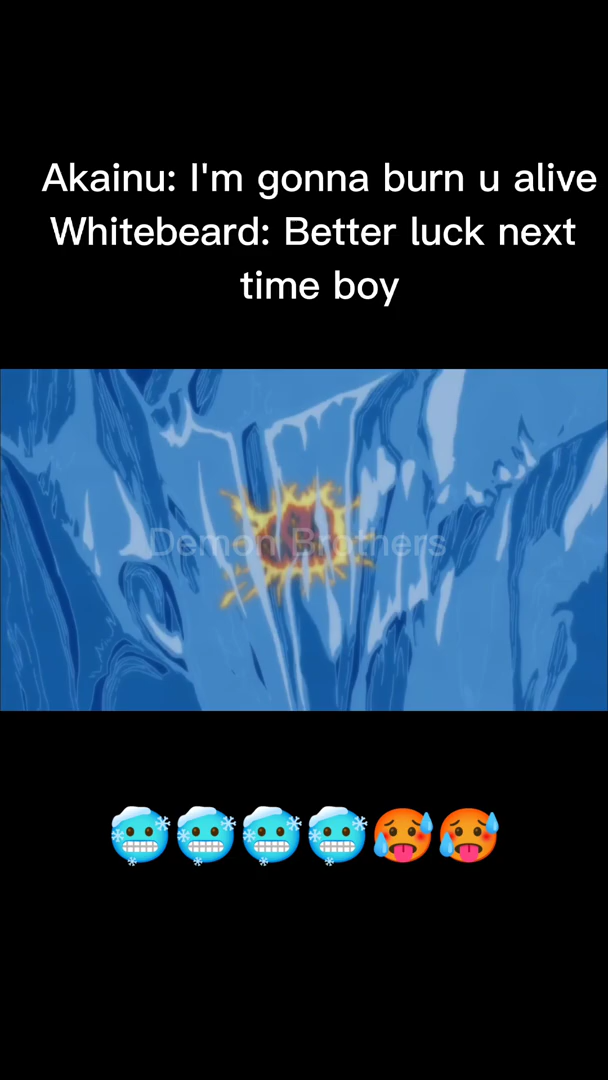 Akainu: I'm gonna burn u alive
Whitebeard: Better luck next
time boy
Demon Brothers